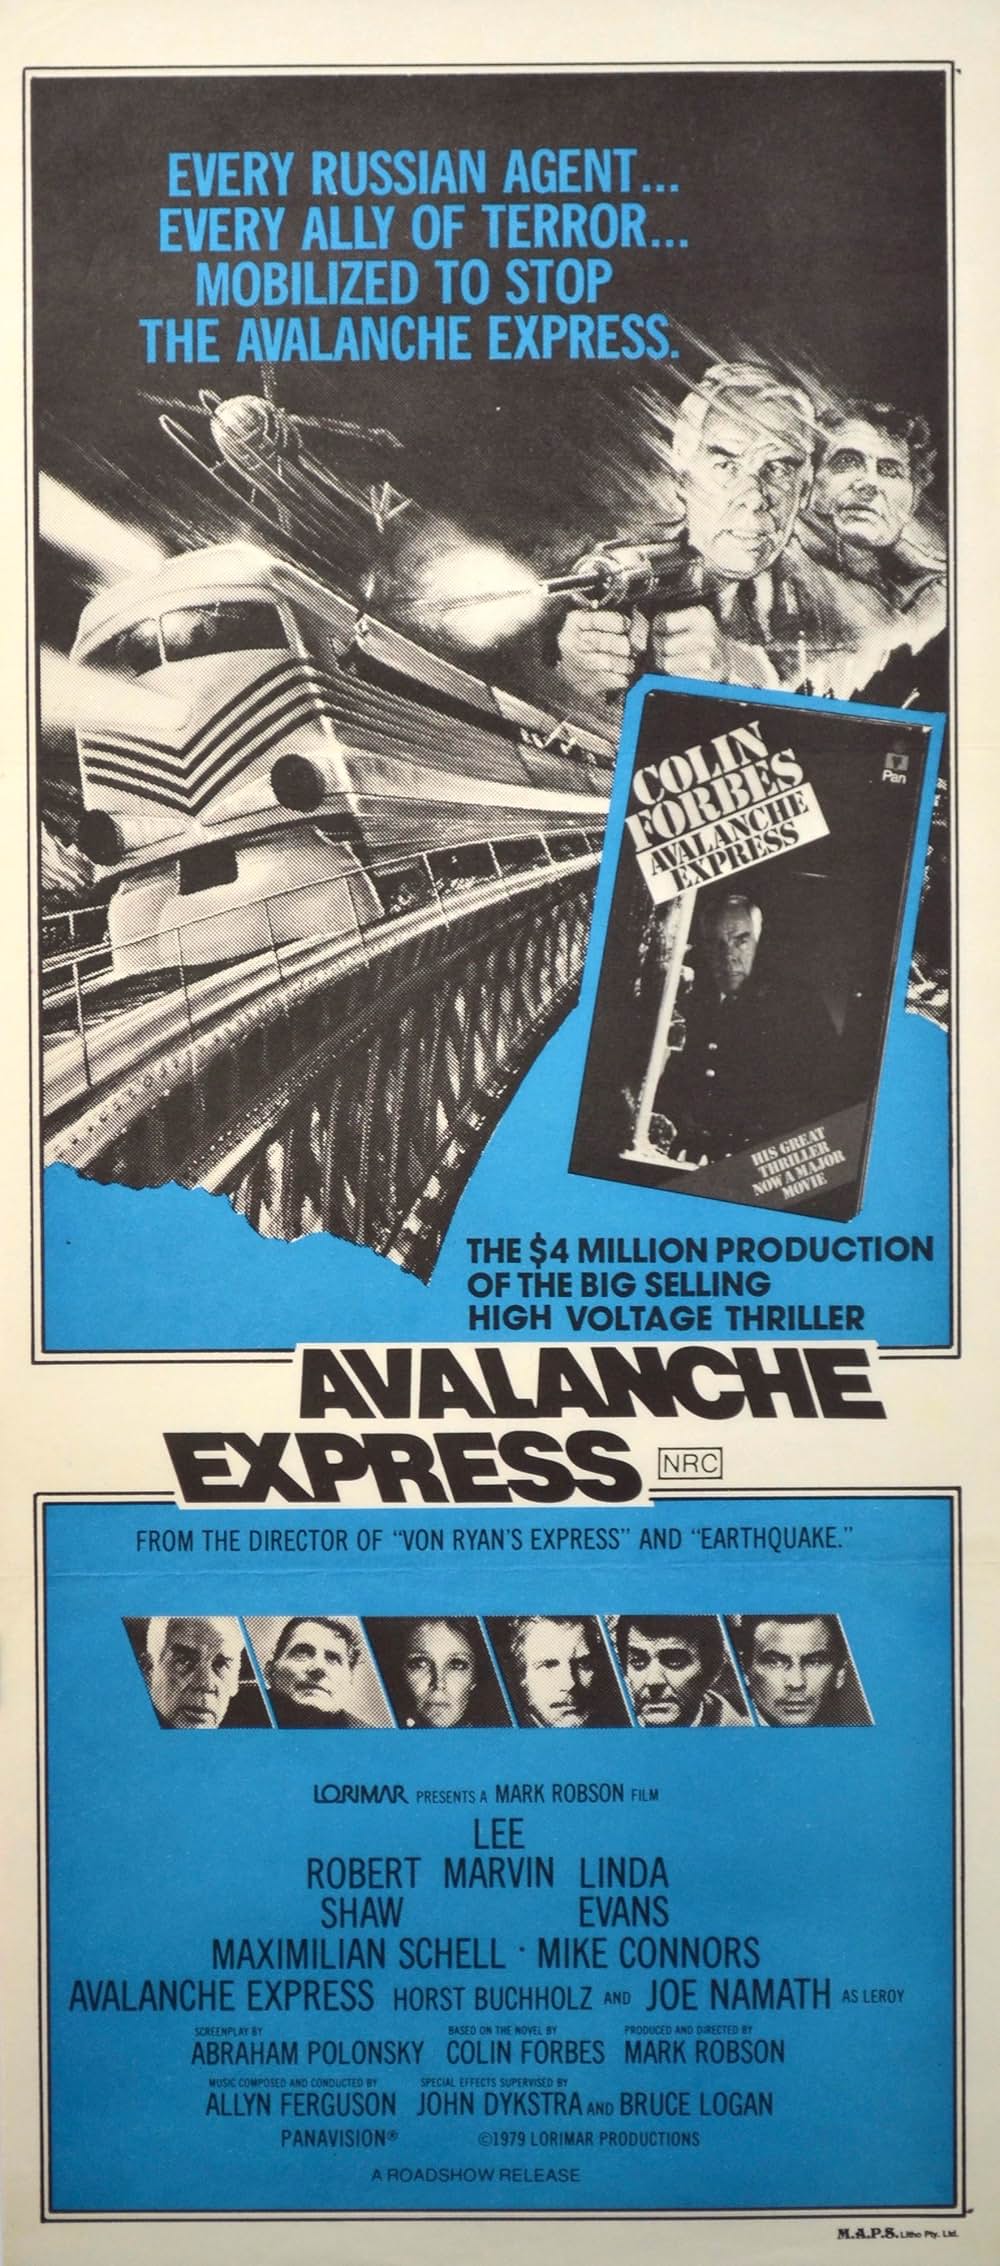 EVERY RUSSIAN AGENT...
EVERY ALLY OF TERROR...
MOBILIZED TO STOP
THE AVALANCHE EXPRESS.
COLIN
FORBES
AVALANCHE
EXPRESS
Pan
HIS GREAT
THRILLER
NOW A MAJOR
MOVIE
THE $4 MILLION PRODUCTION
OF THE BIG SELLING
HIGH VOLTAGE THRILLER
AVALANCHE
EXPRESS NRC
FROM THE DIRECTOR OF "VON RYAN'S EXPRESS" AND "EARTHQUAKE."
LORIMAR PRESENTS A MARK ROBSON FILM
LEE
ROBERT MARVIN LINDA
SHAW EVANS
MAXIMILIAN SCHELL · MIKE CONNORS
AVALANCHE EXPRESS HORST BUCHHOLZ AND JOE NAMATH AS LEROY
SCREENPLAY BY BASED ON THE NOVEL BY PRODUCED AND DIRECTED BY
ABRAHAM POLONSKY COLIN FORBES MARK ROBSON
MUSIC COMPOSED AND CONDUCTED BY SPECIAL EFFECTS SUPERVISED BY
ALLYN FERGUSON JOHN DYKSTRA AND BRUCE LOGAN
PANAVISION® ©1979 LORIMAR PRODUCTIONS
A ROADSHOW RELEASE
M.A.P.S. Litho Pty. Ltd.